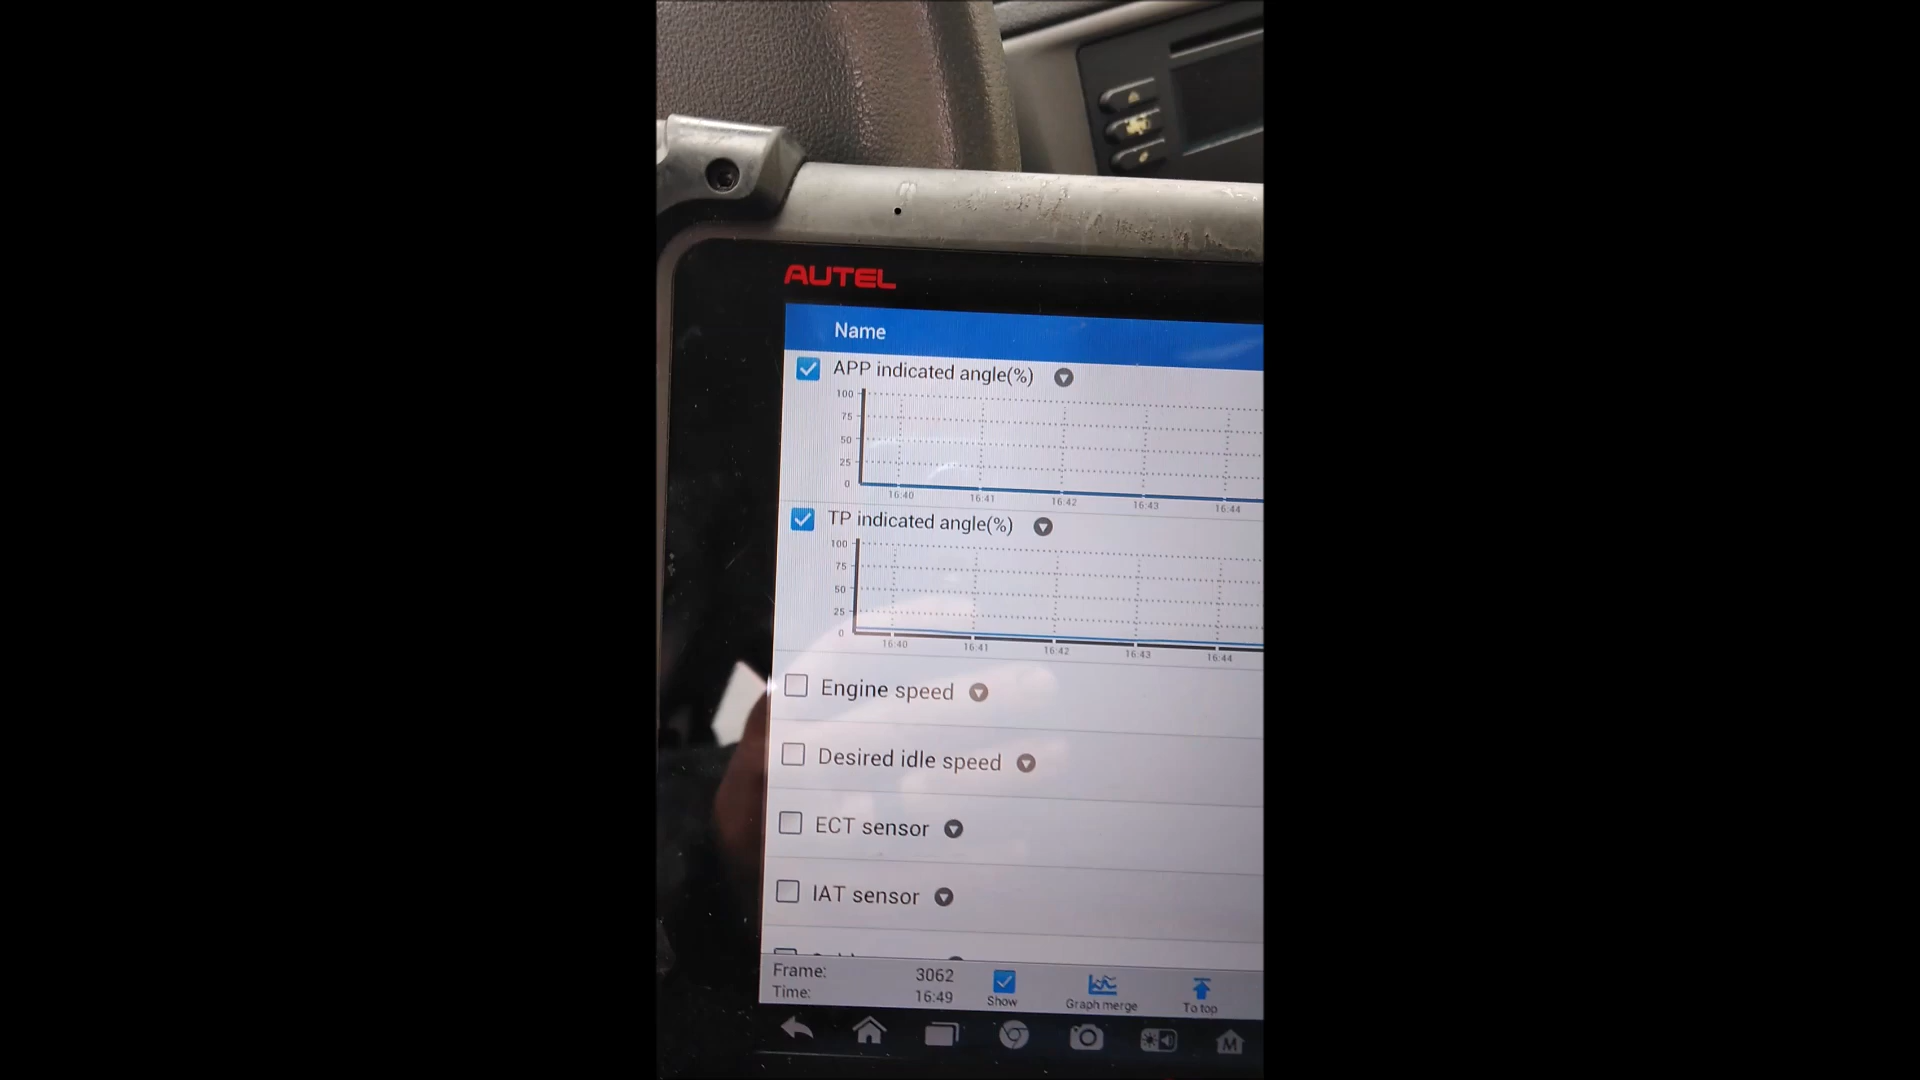 AUTEL
Name
APP indicated angle(%)
100
75
50
25
0
16:40 16:41 16:42 16:43 16:44
TP indicated angle(%)
100
75
50
25
0
16:40 16:41 16:42 16:43 16:44
Engine speed
Desired idle speed
ECT sensor
IAT sensor
Frame: 3062
Time: 16:49
Show
Graph merge
To top
M